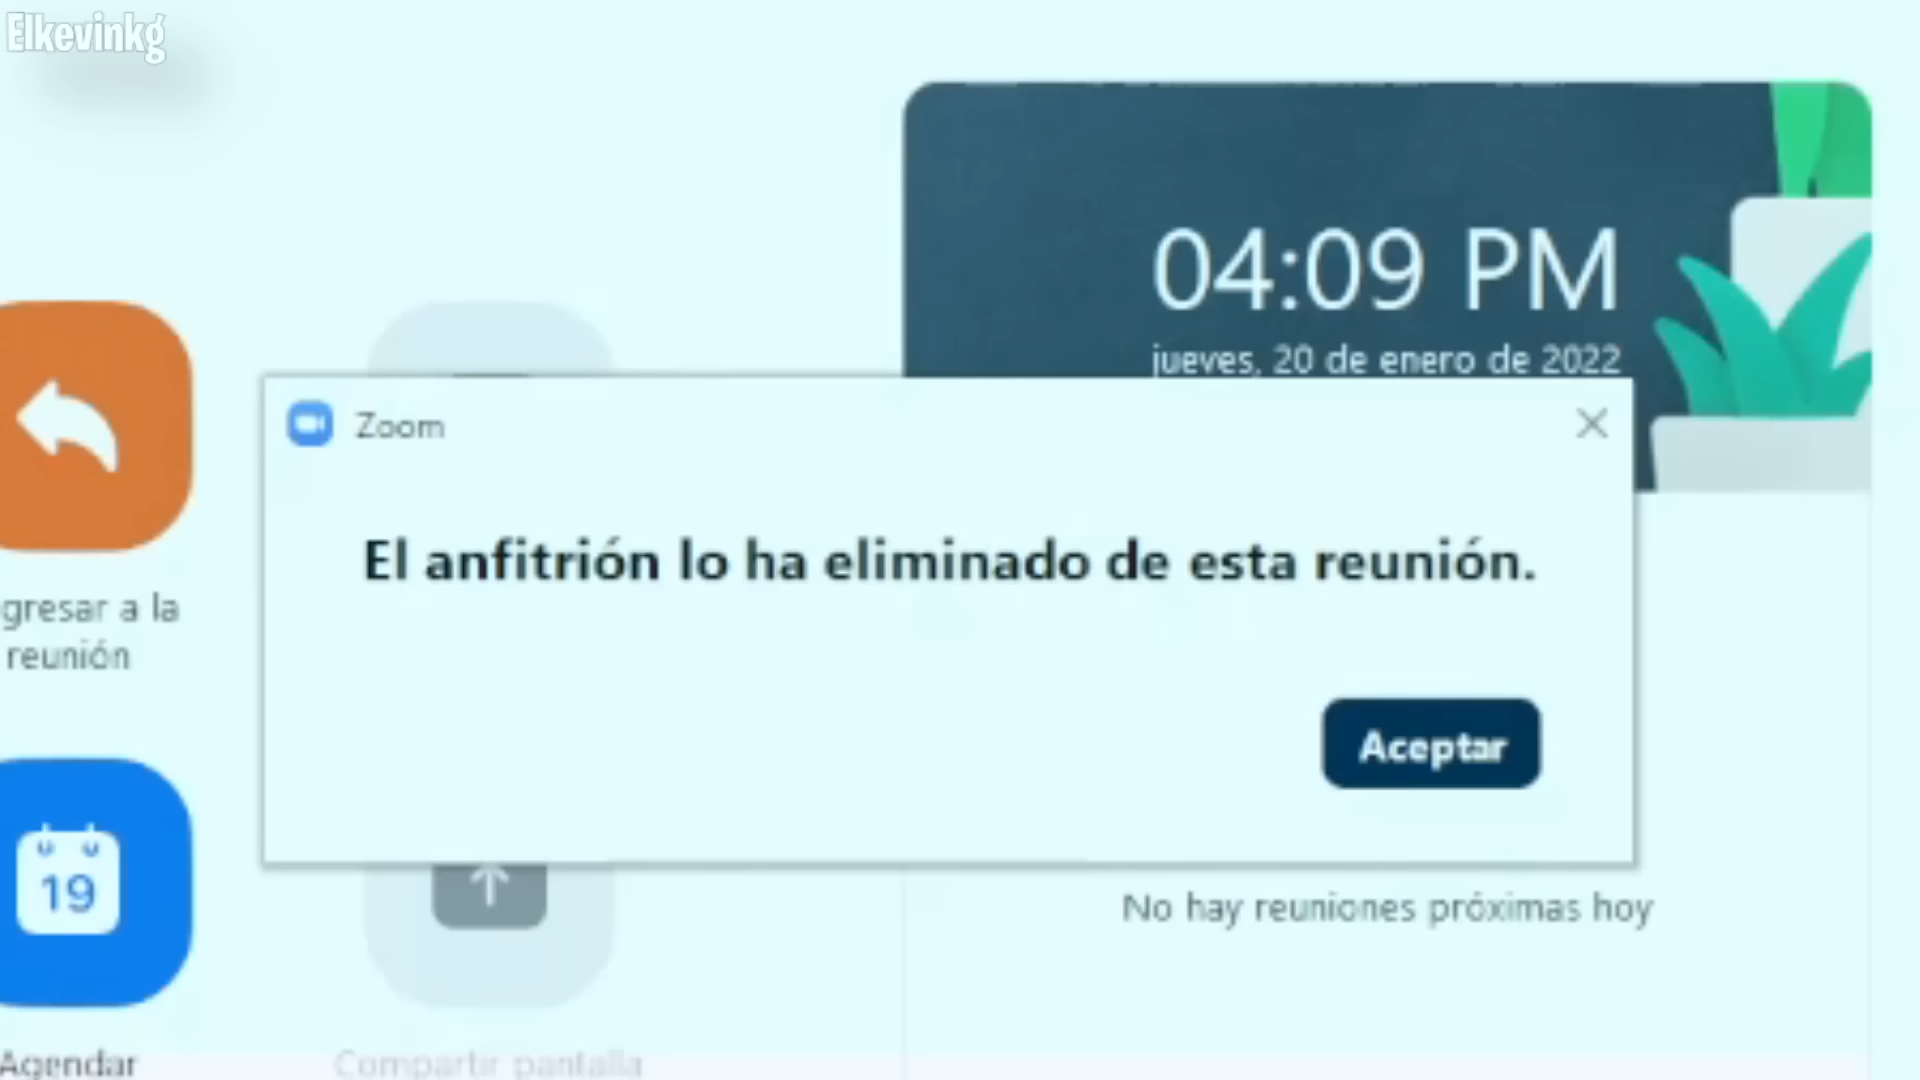 Elkevinkg
04:09 PM
jueves, 20 de enero de 2022
Zoom
El anfitrión lo ha eliminado de esta reunión.
gresar a la
reunión
Aceptar
19
No hay reuniones próximas hoy
Agendar
Compartir pantalla